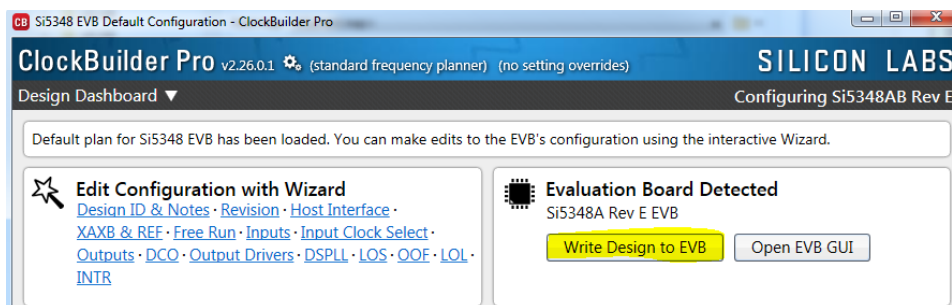 CB Si5348 EVB Default Configuration - ClockBuilder Pro
ClockBuilder Pro v2.26.0.1 (standard frequency planner) (no setting overrides) SILICON LABS
Design Dashboard ▼ Configuring Si5348AB Rev E
Default plan for Si5348 EVB has been loaded. You can make edits to the EVB's configuration using the interactive Wizard.
Edit Configuration with Wizard
Design ID & Notes · Revision · Host Interface ·
XAXB & REF · Free Run · Inputs · Input Clock Select ·
Outputs · DCO · Output Drivers · DSPLL · LOS · OOF · LOL ·
INTR
Evaluation Board Detected
Si5348A Rev E EVB
Write Design to EVB Open EVB GUI